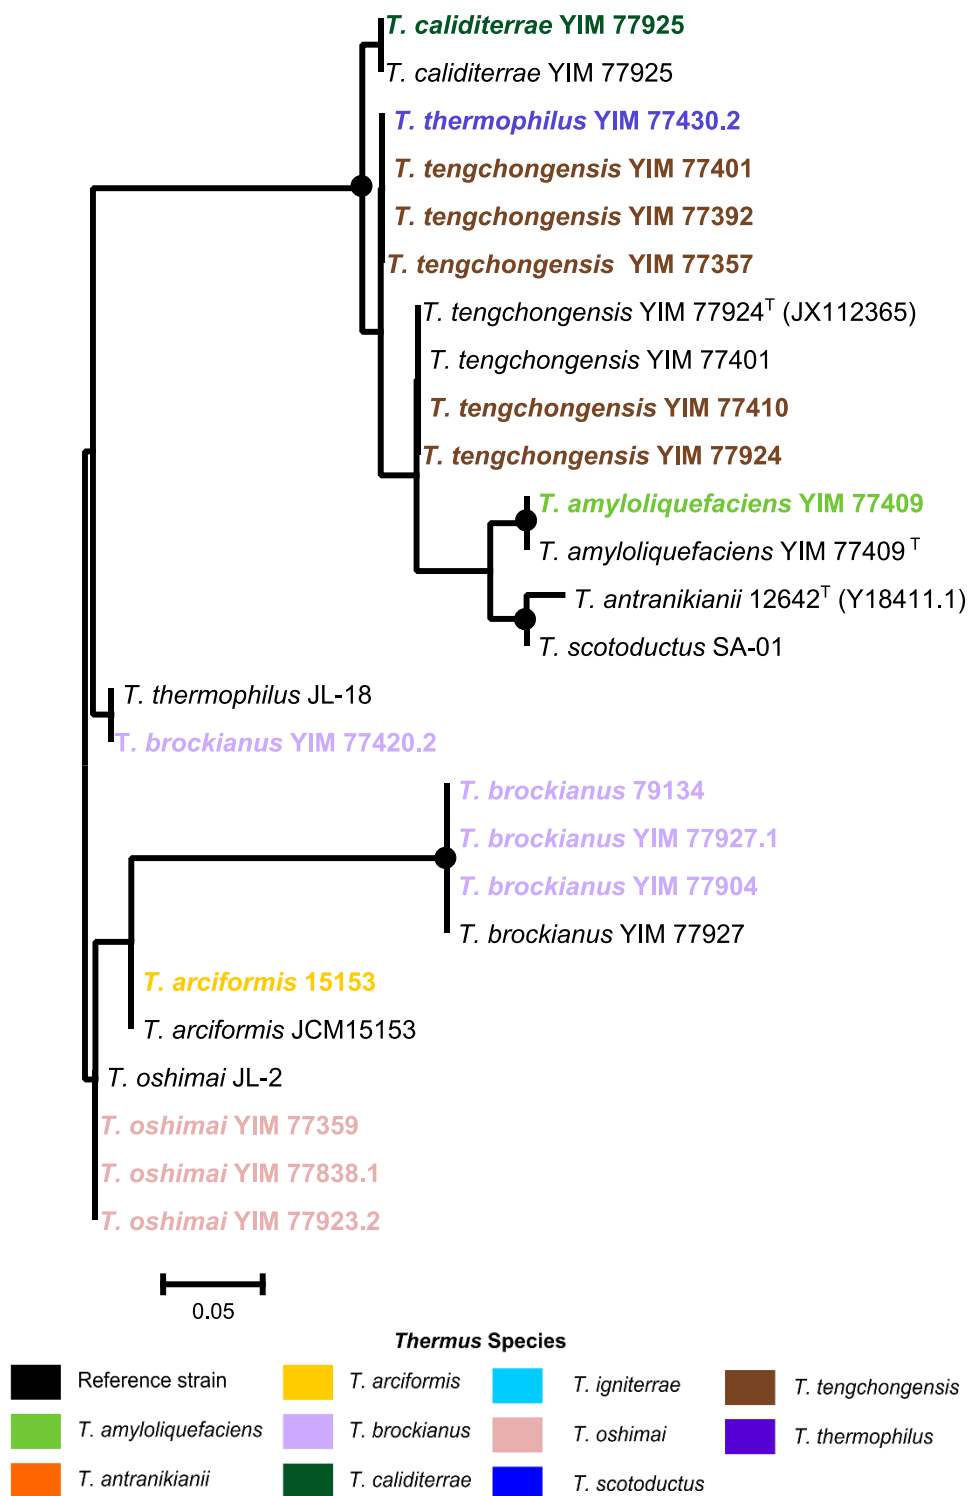 T. caliditerrae YIM 77925
T. caliditerrae YIM 77925
T. thermophilus YIM 77430.2
T. tengchongensis YIM 77401
T. tengchongensis YIM 77392
T. tengchongensis YIM 77357
T. tengchongensis YIM 77924ᵀ (JX112365)
T. tengchongensis YIM 77401
T. tengchongensis YIM 77410
T. tengchongensis YIM 77924
T. amyloliquefaciens YIM 77409
T. amyloliquefaciens YIM 77409 ᵀ
T. antranikianii 12642ᵀ (Y18411.1)
T. scotoductus SA-01
T. thermophilus JL-18
T. brockianus YIM 77420.2
T. brockianus 79134
T. brockianus YIM 77927.1
T. brockianus YIM 77904
T. brockianus YIM 77927
T. arciformis 15153
T. arciformis JCM15153
T. oshimai JL-2
T. oshimai YIM 77359
T. oshimai YIM 77838.1
T. oshimai YIM 77923.2
0.05
Thermus Species
Reference strain
T. amyloliquefaciens
T. antranikianii
T. arciformis
T. brockianus
T. caliditerrae
T. igniterrae
T. oshimai
T. scotoductus
T. tengchongensis
T. thermophilus